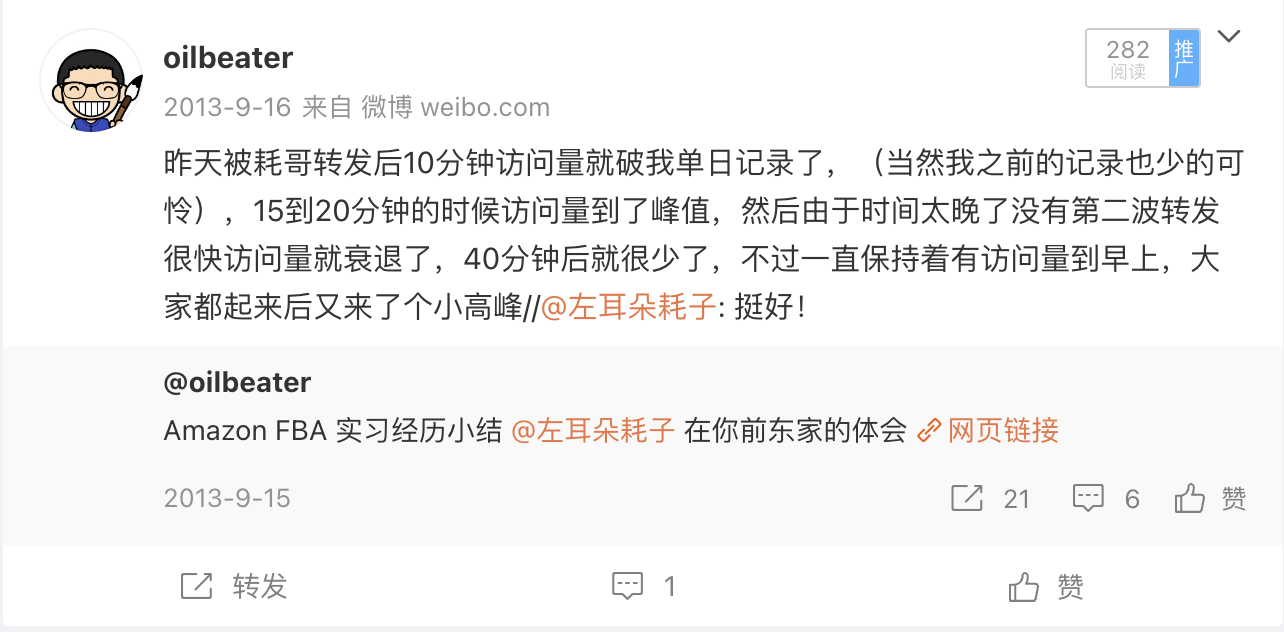 oilbeater
282
阅读
推广
2013-9-16 来自 微博 weibo.com
昨天被耗哥转发后10分钟访问量就破我单日记录了，（当然我之前的记录也少的可
怜），15到20分钟的时候访问量到了峰值，然后由于时间太晚了没有第二波转发
很快访问量就衰退了，40分钟后就很少了，不过一直保持着有访问量到早上，大
家都起来后又来了个小高峰//@左耳朵耗子: 挺好！
@oilbeater
Amazon FBA 实习经历小结 @左耳朵耗子 在你前东家的体会 网页链接
2013-9-15 21 6 赞
转发 1 赞